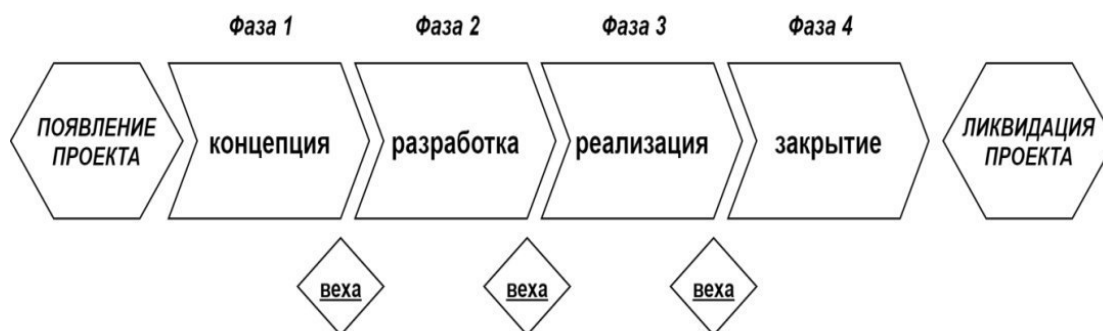 Фаза 1
Фаза 2
Фаза 3
Фаза 4
ПОЯВЛЕНИЕ
ПРОЕКТА
концепция
разработка
реализация
закрытие
ЛИКВИДАЦИЯ
ПРОЕКТА
веха
веха
веха